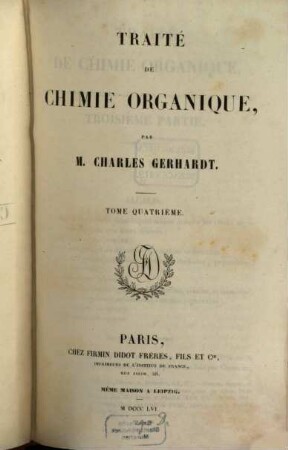 TRAITÉ
DE
CHIMIE ORGANIQUE,
PAR
M. CHARLES GERHARDT.
TOME QUATRIÈME.
PARIS,
CHEZ FIRMIN DIDOT FRÈRES, FILS ET Cie,
IMPRIMEURS DE L'INSTITUT DE FRANCE,
RUE JACOB, 56.
MÊME MAISON A LEIPZIG.
M DCCC LVI